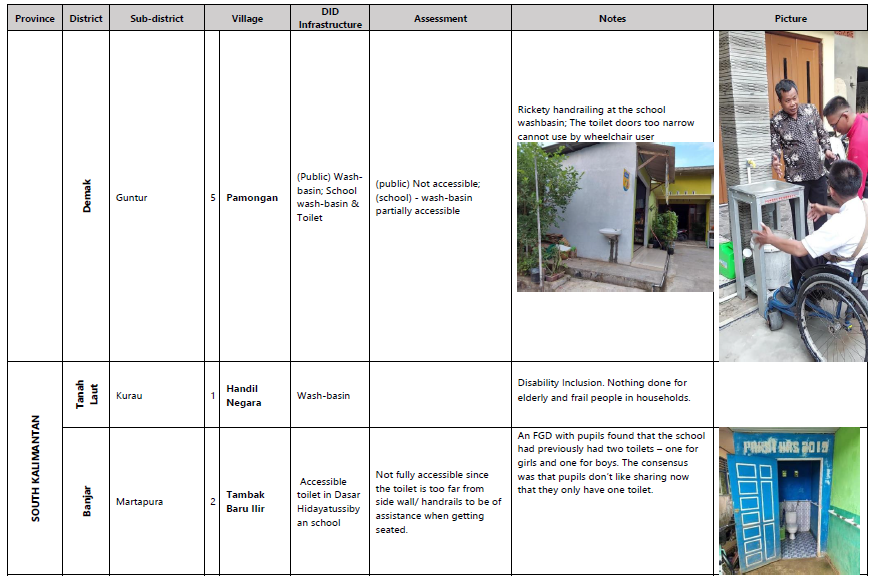 Province District Sub-district Village DID Infrastructure Assessment Notes Picture
Demak
Guntur
5
Pamongan
(Public) Wash-
basin; School
wash-basin &
Toilet
(public) Not accessible;
(school) - wash-basin
partially accessible
Rickety handrailing at the school
washbasin; The toilet doors too narrow
cannot use by wheelchair user
SOUTH KALIMANTAN
Tanah
Laut
Kurau
1
Handil
Negara
Wash-basin
Disability Inclusion. Nothing done for
elderly and frail people in households.
Banjar
Martapura
2
Tambak
Baru Ilir
Accessible
toilet in Dasar
Hidayatussiby
an school
Not fully accessible since
the toilet is too far from
side wall/ handrails to be of
assistance when getting
seated.
An FGD with pupils found that the school
had previously had two toilets – one for
girls and one for boys. The consensus
was that pupils don't like sharing now
that they only have one toilet.
2019